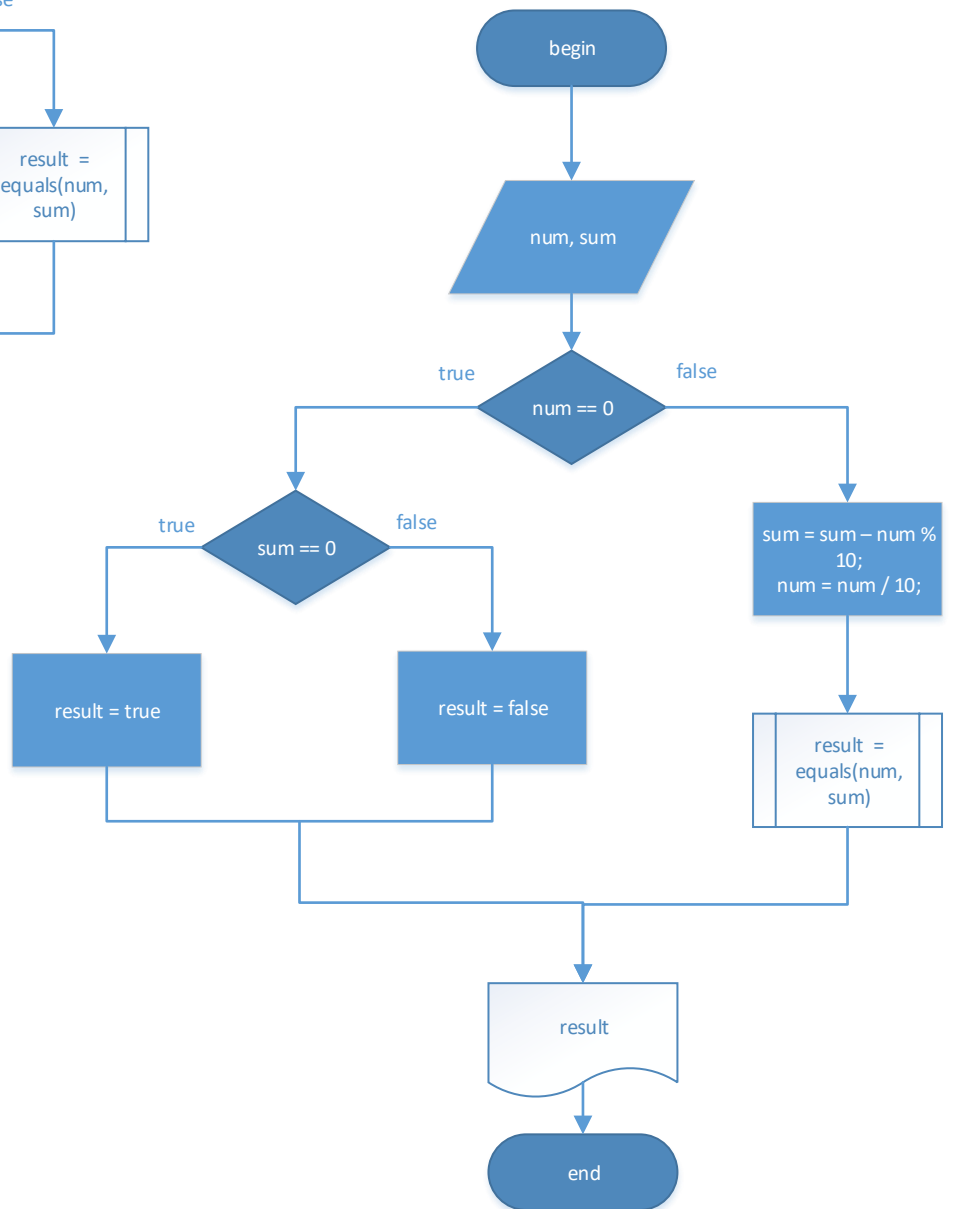 result =
equals(num,
sum)
begin
num, sum
true
false
num == 0
true
false
sum == 0
sum = sum – num %
10;
num = num / 10;
result = true
result = false
result =
equals(num,
sum)
result
end